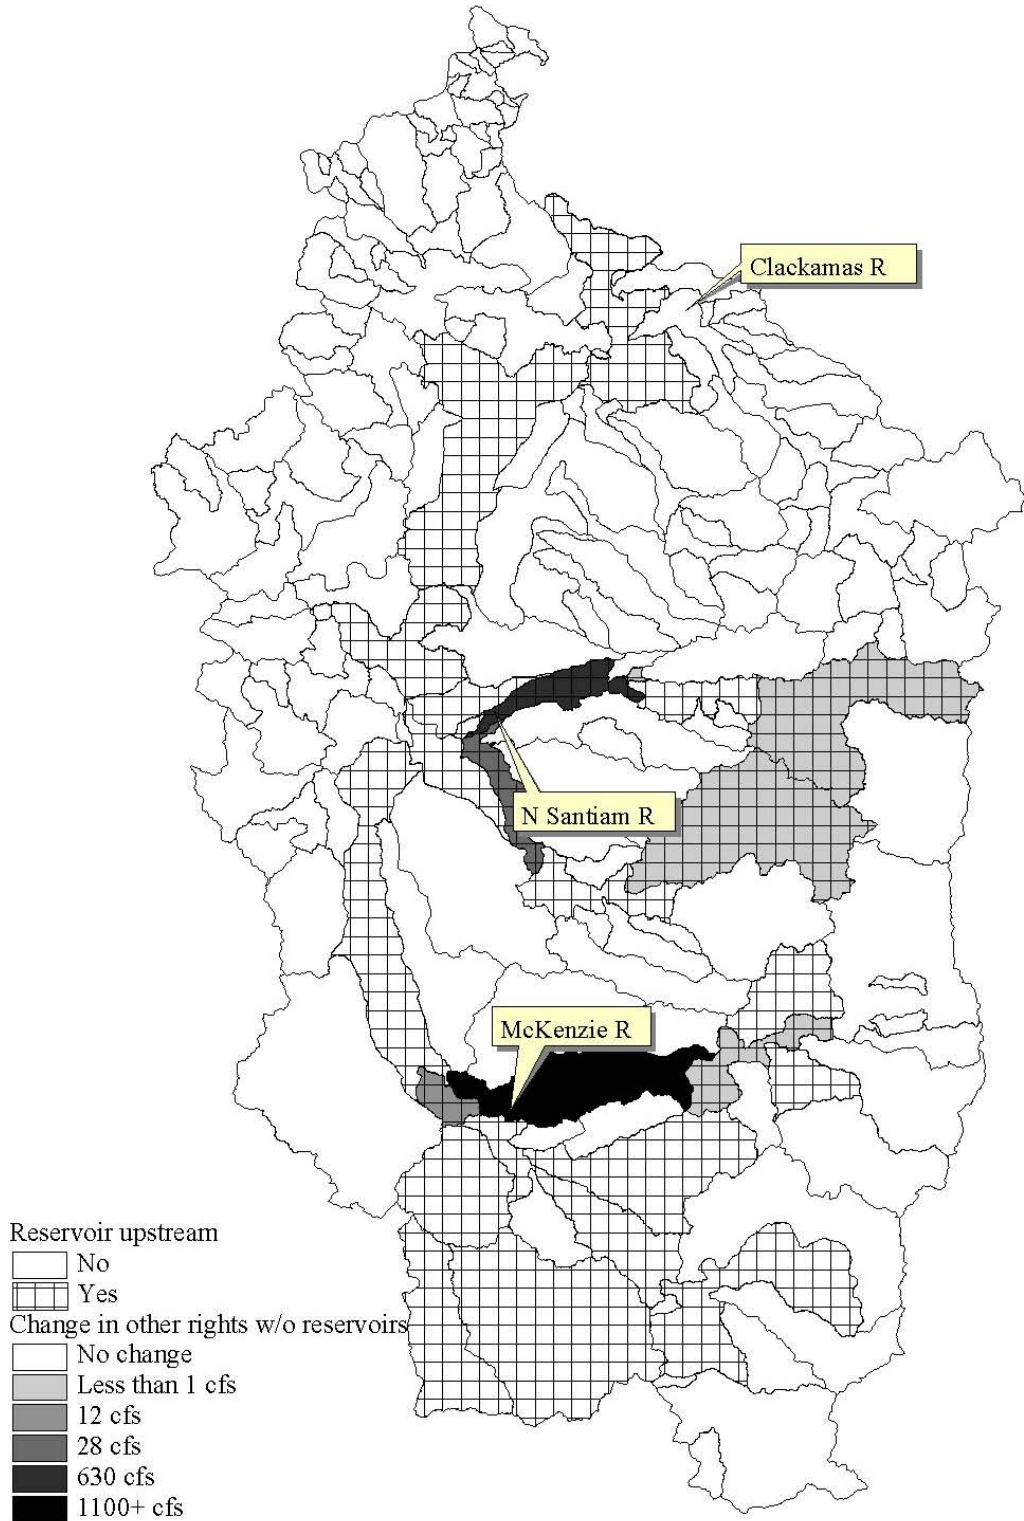 Clackamas R
N Santiam R
McKenzie R
Reservoir upstream
No
Yes
Change in other rights w/o reservoirs
No change
Less than 1 cfs
12 cfs
28 cfs
630 cfs
1100+ cfs